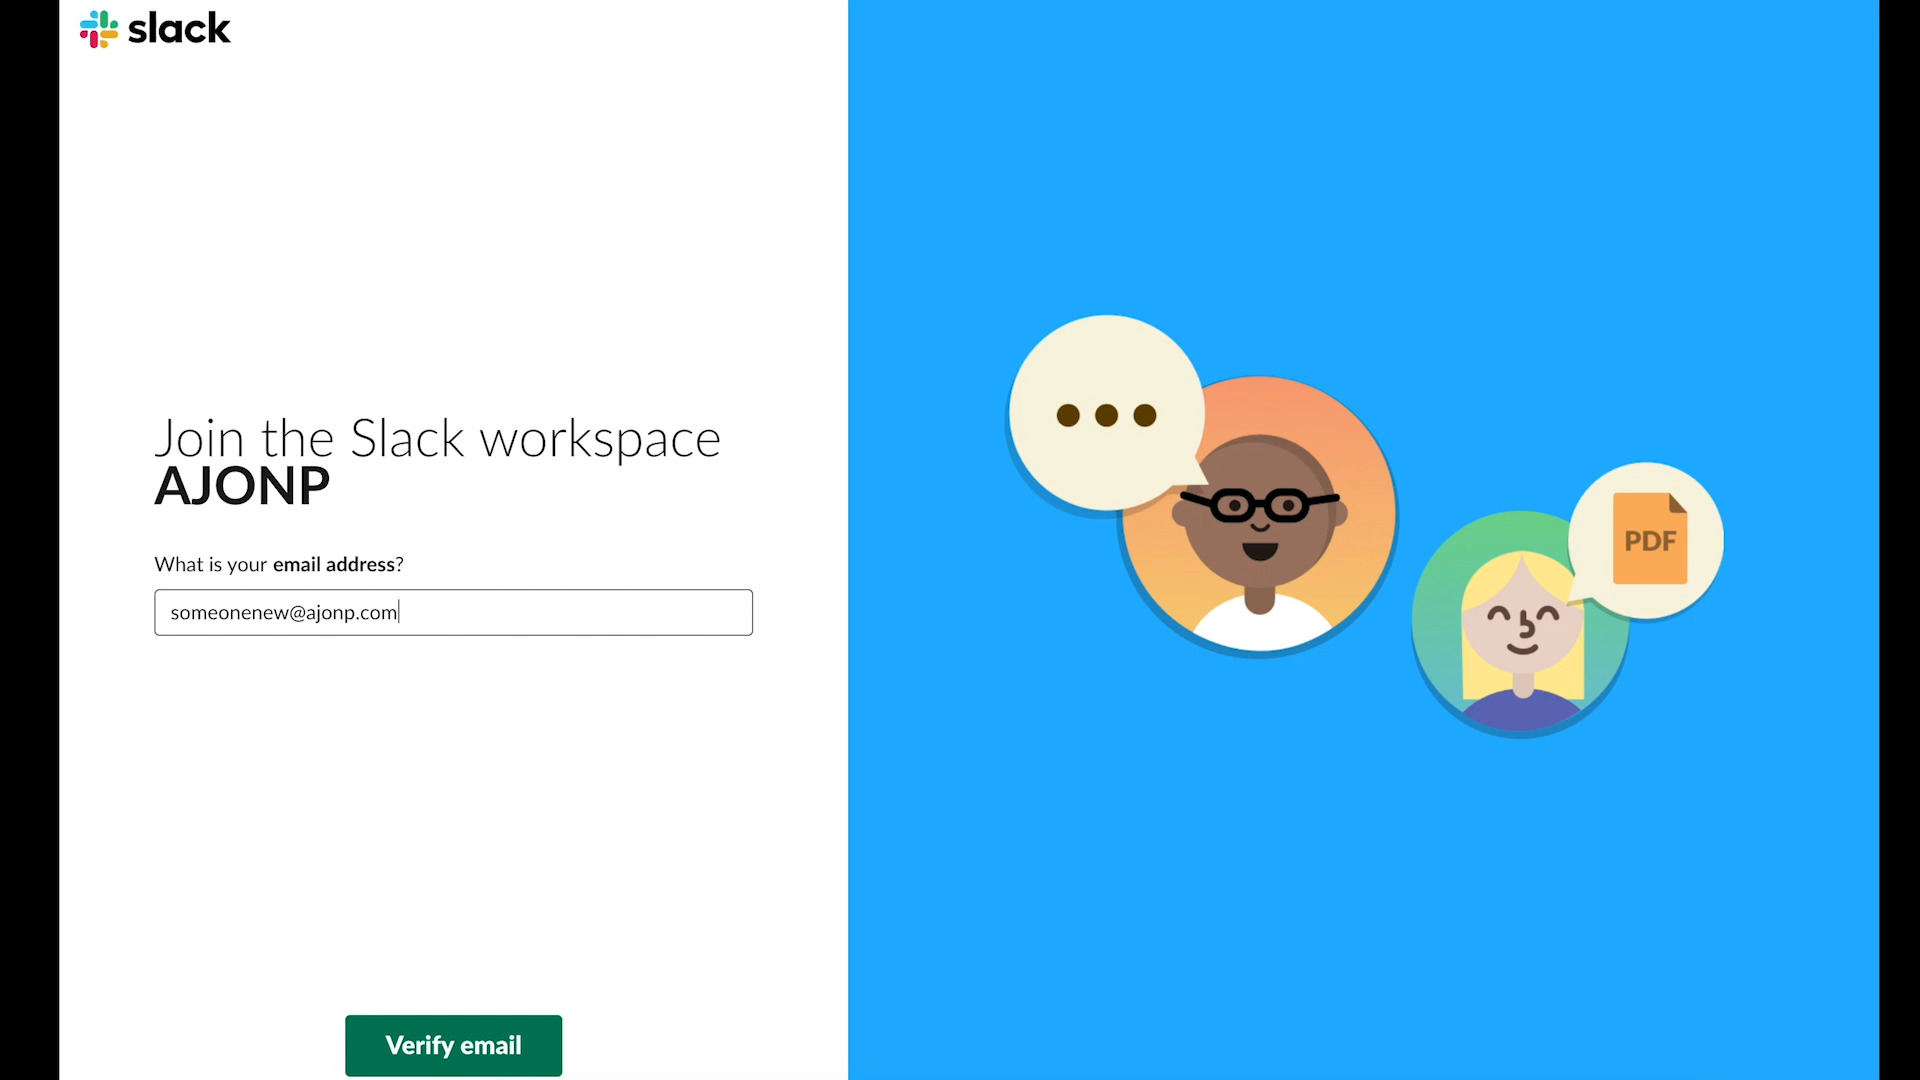 slack
Join the Slack workspace
AJONP
What is your email address?
someonenew@ajonp.com
Verify email
PDF